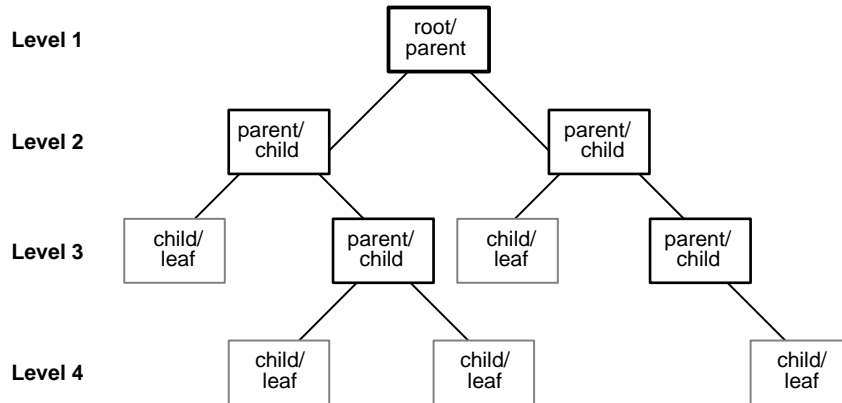 Level 1
root/
parent
Level 2
parent/
child
parent/
child
Level 3
child/
leaf
parent/
child
child/
leaf
parent/
child
Level 4
child/
leaf
child/
leaf
child/
leaf